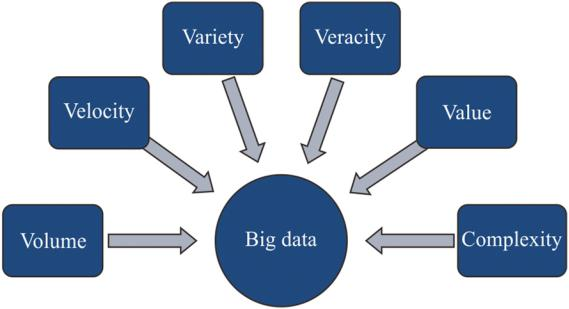 Variety
Veracity
Velocity
Value
Volume
Big data
Complexity